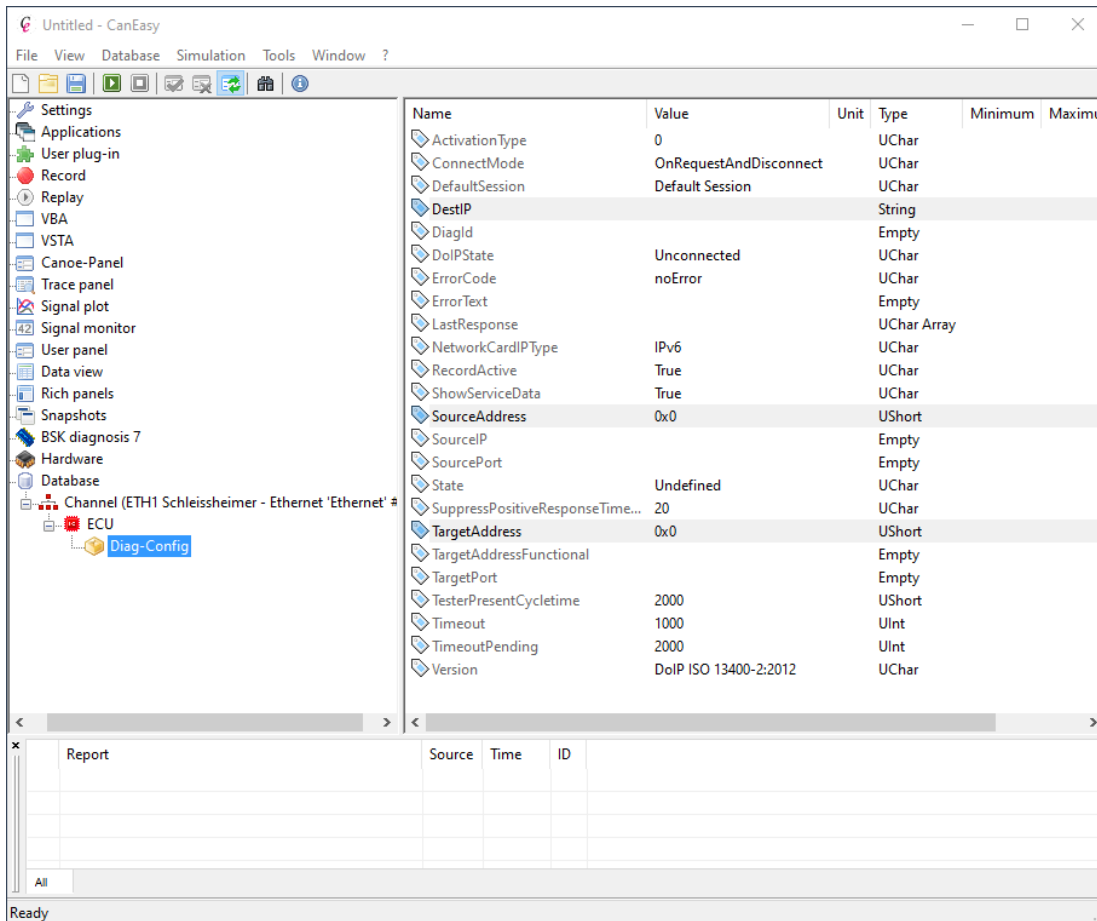 Untitled - CanEasy
File View Database Simulation Tools Window ?
Settings
Applications
User plug-in
Record
Replay
VBA
VSTA
Canoe-Panel
Trace panel
Signal plot
Signal monitor
User panel
Data view
Rich panels
Snapshots
BSK diagnosis 7
Hardware
Database
Channel (ETH1 Schleissheimer - Ethernet 'Ethernet' #
ECU
Diag-Config
Name Value Unit Type Minimum Maximu
ActivationType 0 UChar
ConnectMode OnRequestAndDisconnect UChar
DefaultSession Default Session UChar
DestIP String
DiagId Empty
DoIPState Unconnected UChar
ErrorCode noError UChar
ErrorText Empty
LastResponse UChar Array
NetworkCardIPType IPv6 UChar
RecordActive True UChar
ShowServiceData True UChar
SourceAddress 0x0 UShort
SourceIP Empty
SourcePort Empty
State Undefined UChar
SuppressPositiveResponseTime... 20 UChar
TargetAddress 0x0 UShort
TargetAddressFunctional Empty
TargetPort Empty
TesterPresentCycletime 2000 UShort
Timeout 1000 UInt
TimeoutPending 2000 UInt
Version DoIP ISO 13400-2:2012 UChar
Report Source Time ID
All
Ready